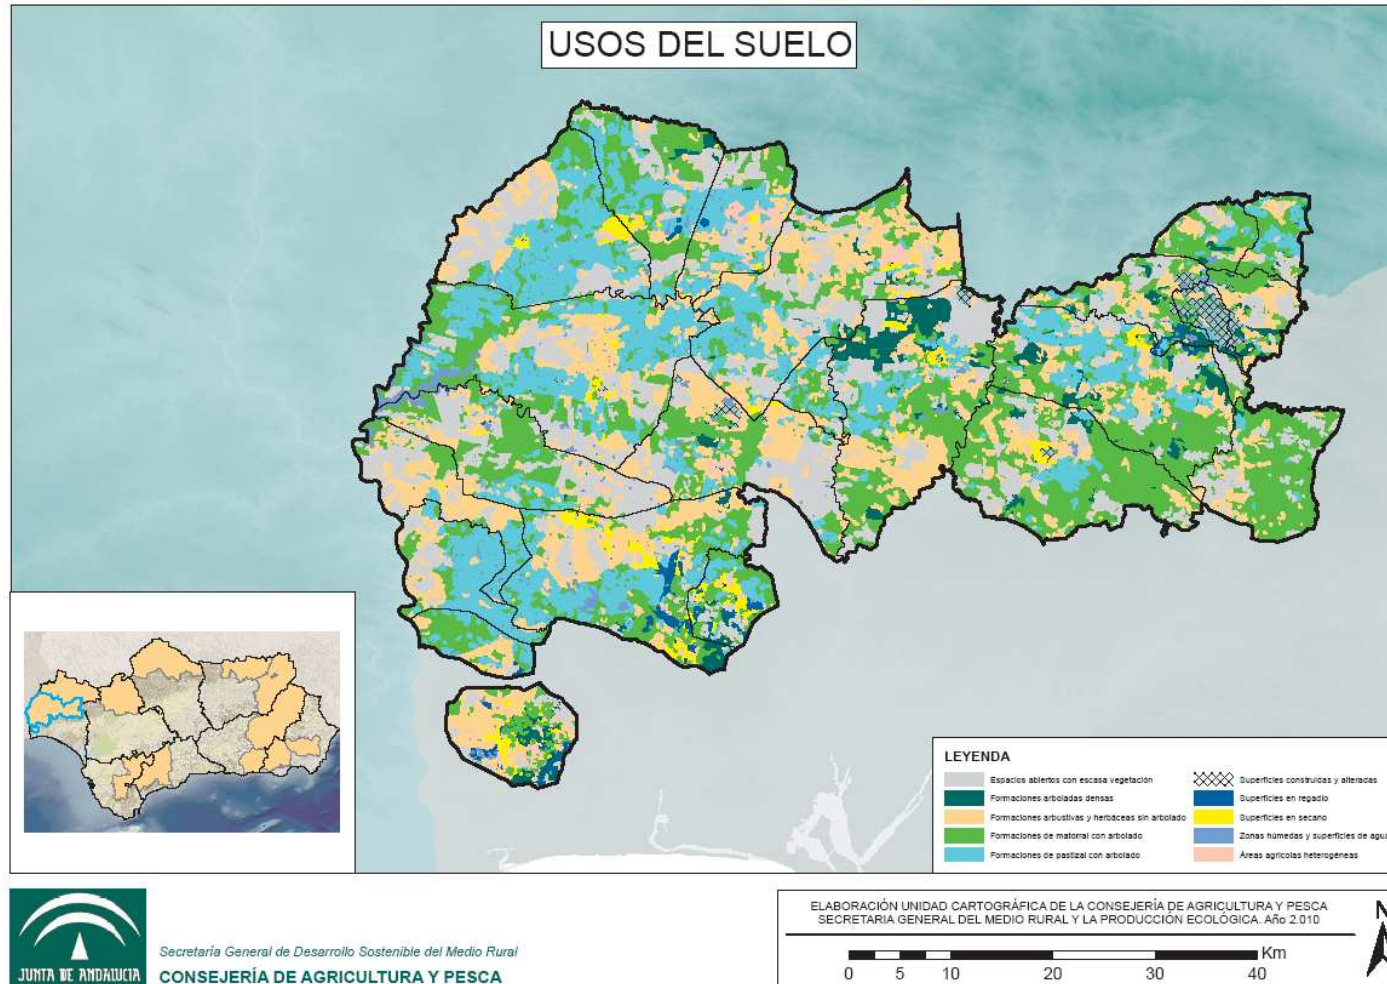 USOS DEL SUELO
LEYENDA
Espacios abiertos con escasa vegetación
Formaciones arboladas densas
Formaciones arbustivas y herbáceas sin arbolado
Formaciones de matorral con arbolado
Formaciones de pastizal con arbolado
Superficies construidas y alteradas
Superficies en regadío
Superficies en secano
Zonas húmedas y superficies de agua
Áreas agrícolas heterogéneas
JUNTA DE ANDALUCIA
Secretaría General de Desarrollo Sostenible del Medio Rural
CONSEJERÍA DE AGRICULTURA Y PESCA
ELABORACIÓN UNIDAD CARTOGRÁFICA DE LA CONSEJERÍA DE AGRICULTURA Y PESCA
SECRETARIA GENERAL DEL MEDIO RURAL Y LA PRODUCCIÓN ECOLÓGICA. Año 2.010
Km
0 5 10 20 30 40
N